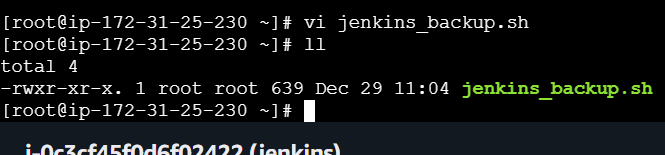 [root@ip-172-31-25-230 ~]# vi jenkins_backup.sh
[root@ip-172-31-25-230 ~]# ll
total 4
-rwxr-xr-x. 1 root root 639 Dec 29 11:04 jenkins_backup.sh
[root@ip-172-31-25-230 ~]#
i-0c3cf45f0d6f02422 (jenkins)